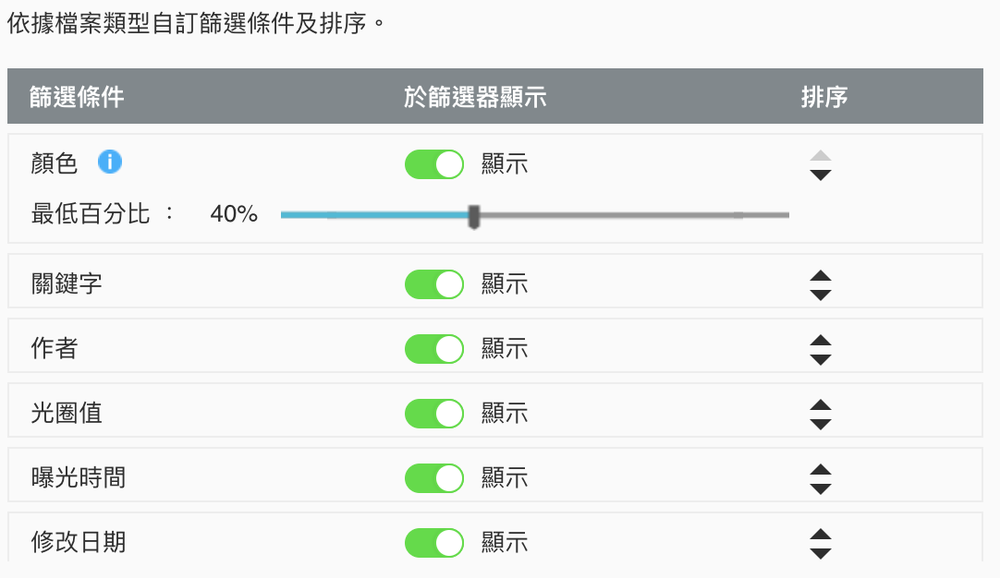 依據檔案類型自訂篩選條件及排序。
篩選條件 於篩選器顯示 排序
顏色 i 顯示
最低百分比 : 40%
關鍵字 顯示
作者 顯示
光圈值 顯示
曝光時間 顯示
修改日期 顯示